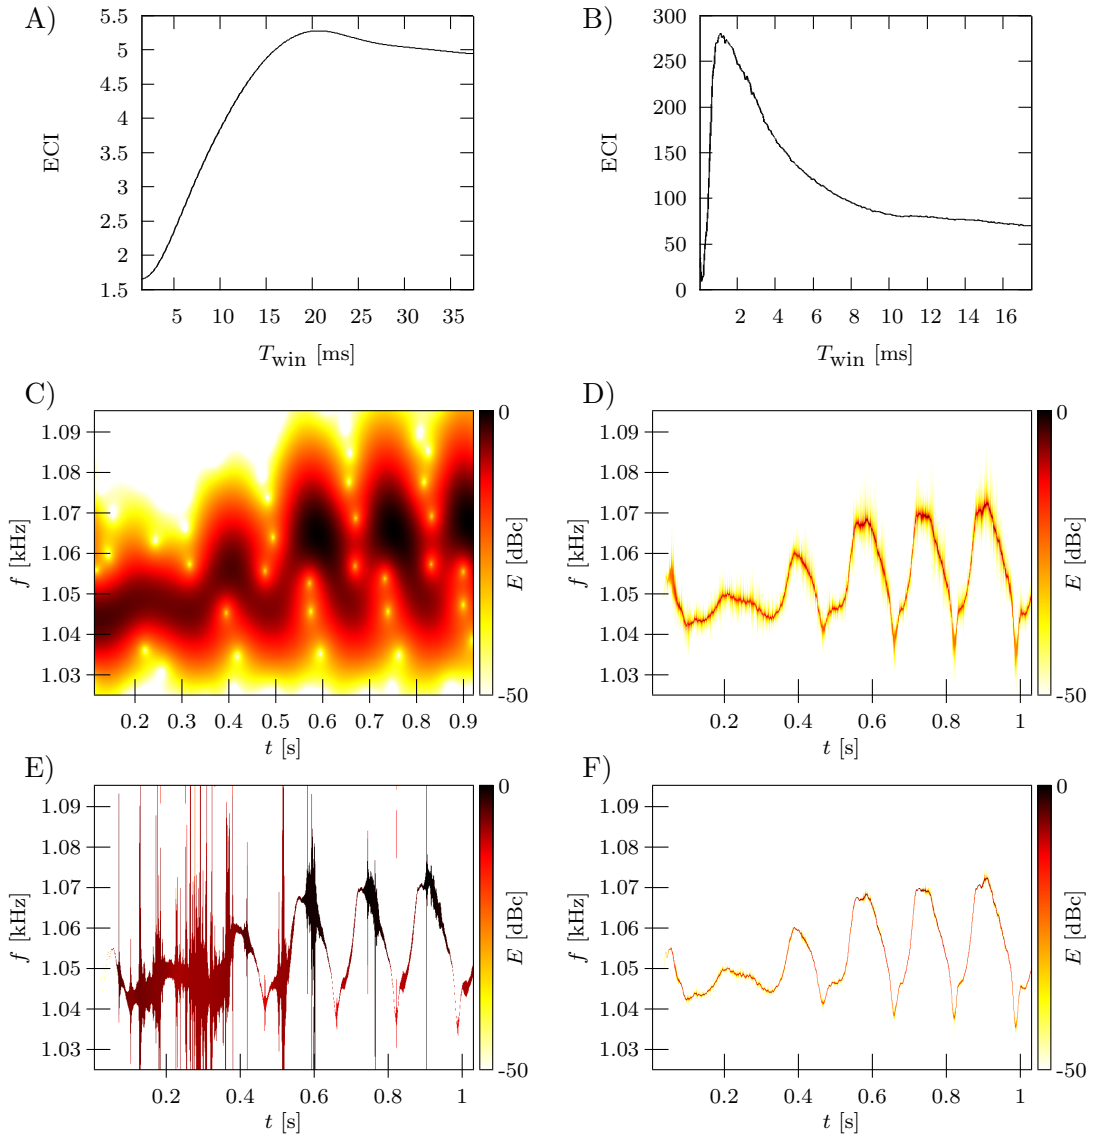 A)
5.5
5
4.5
4
3.5
3
2.5
2
1.5
ECI
5 10 15 20 25 30 35
T_win [ms]
B)
300
250
200
150
100
50
0
ECI
2 4 6 8 10 12 14 16
T_win [ms]
C)
1.09
1.08
1.07
1.06
1.05
1.04
1.03
f [kHz]
0.2 0.3 0.4 0.5 0.6 0.7 0.8 0.9
t [s]
0
-50
E [dBc]
D)
1.09
1.08
1.07
1.06
1.05
1.04
1.03
f [kHz]
0.2 0.4 0.6 0.8 1
t [s]
0
-50
E [dBc]
E)
1.09
1.08
1.07
1.06
1.05
1.04
1.03
f [kHz]
0.2 0.4 0.6 0.8 1
t [s]
0
-50
E [dBc]
F)
1.09
1.08
1.07
1.06
1.05
1.04
1.03
f [kHz]
0.2 0.4 0.6 0.8 1
t [s]
0
-50
E [dBc]